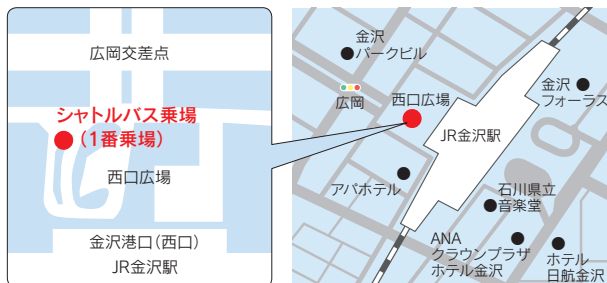 広岡交差点
シャトルバス乗場
(1番乗場)
西口広場
金沢港口(西口)
JR金沢駅
金沢
パークビル
広岡
西口広場
JR金沢駅
金沢
フォーラス
アパホテル
石川県立
音楽堂
ANA
クラウンプラザ
ホテル金沢
ホテル
日航金沢